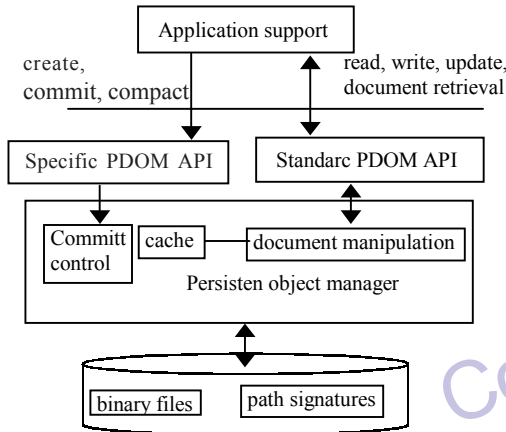 Application support
create,
commit, compact
read, write, update,
document retrieval
Specific PDOM API
Standarc PDOM API
Committ
control
cache
document manipulation
Persisten object manager
binary files
path signatures